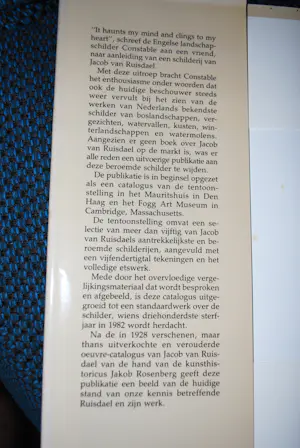 "It haunts my mind and clings to my
heart", schreef de Engelse landschap-
schilder Constable aan een vriend,
naar aanleiding van een schilderij van
Jacob van Ruisdael.
Met deze uitroep bracht Constable
het enthousiasme onder woorden dat
ook de huidige beschouwer steeds
weer vervult bij het zien van de
werken van Nederlands bekendste
schilder van boslandschappen, ver-
gezichten, watervallen, kusten, win-
terlandschappen en watermolens.
Aangezien er geen boek over Jacob
van Ruisdael op de markt is, was er
alle reden een uitvoerige publikatie aan
deze beroemde schilder te wijden.
De publikatie is in beginsel opgezet
als een catalogus van de tentoon-
stelling in het Mauritshuis in Den
Haag en het Fogg Art Museum in
Cambridge, Massachusetts.
De tentoonstelling omvat een se-
lectie van meer dan vijftig van Jacob
van Ruisdaels aantrekkelijkste en be-
roemde schilderijen, aangevuld met
een vijfendertigtal tekeningen en het
volledige etswerk.
Mede door het overvloedige verge-
lijkingsmateriaal dat wordt besproken
en afgebeeld, is deze catalogus uitge-
groeid tot een standaardwerk over de
schilder, wiens driehonderdste sterf-
jaar in 1982 wordt herdacht.
Na de in 1928 verschenen, maar
thans uitverkochte en verouderde
oeuvre-catalogus van Jacob van Ruis-
dael van de hand van de kunsthis-
toricus Jakob Rosenberg geeft deze
publikatie een beeld van de huidige
stand van onze kennis betreffende
Ruisdael en zijn werk.